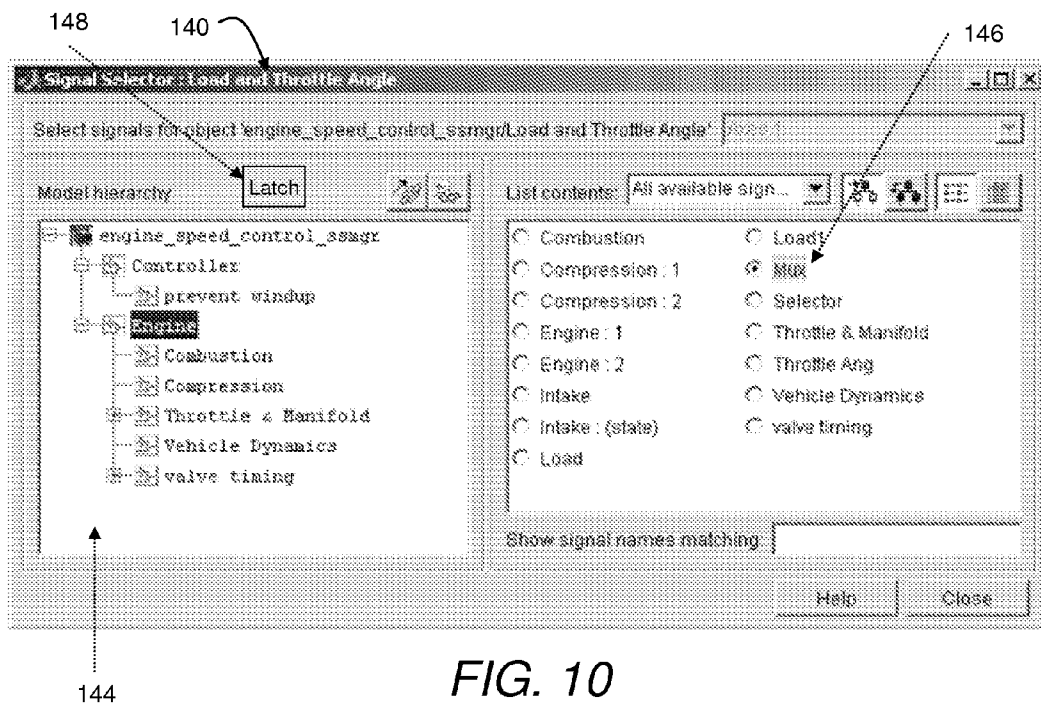 148
140
146
Signal Selector : Load and Throttle Angle
Select signals for object 'engine_speed_control_ssmgr/Load and Throttle Angle'
Model hierarchy
Latch
List contents: All available sign...
engine_speed_control_ssmgr
Controller
prevent windup
Engine
Combustion
Compression
Throttle & Manifold
Vehicle Dynamics
valve timing
Combustion
Compression : 1
Compression : 2
Engine : 1
Engine : 2
Intake
Intake : (state)
Load
Load1
Mux
Selector
Throttle & Manifold
Throttle Ang
Vehicle Dynamics
valve timing
Show signal names matching:
Help
Close
144
FIG. 10